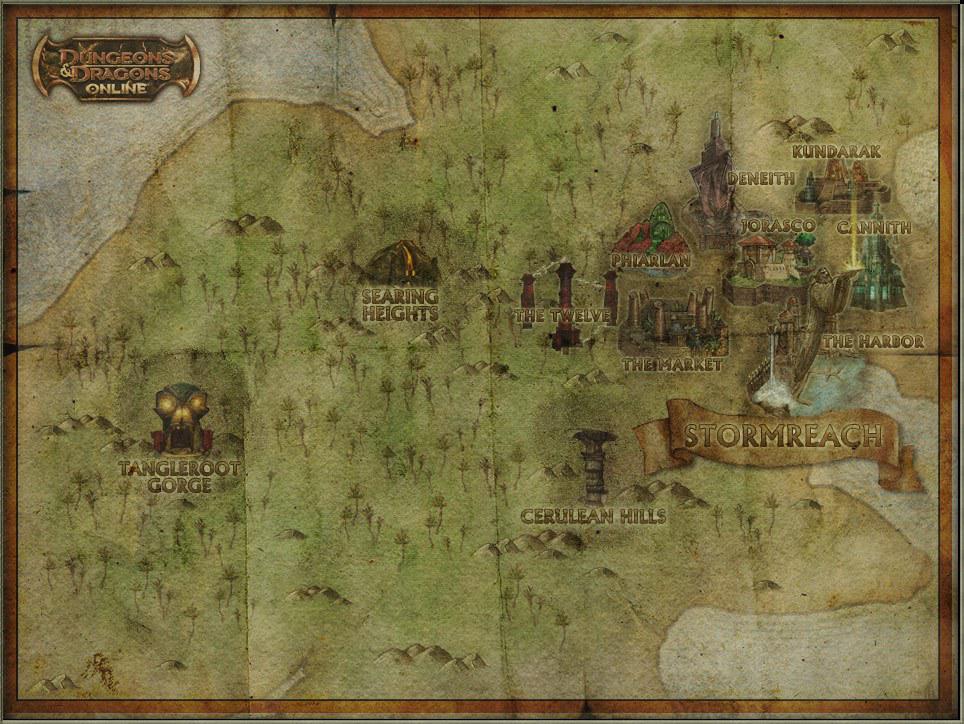 DUNGEONS
& DRAGONS
ONLINE
KUNDARAK
DENEITH
JORASCO
CANNITH
PHIARLAN
SEARING
HEIGHTS
THE TWELVE
THE HARBOR
THE MARKET
STORMREACH
TANGLEROOT
GORGE
CERULEAN HILLS